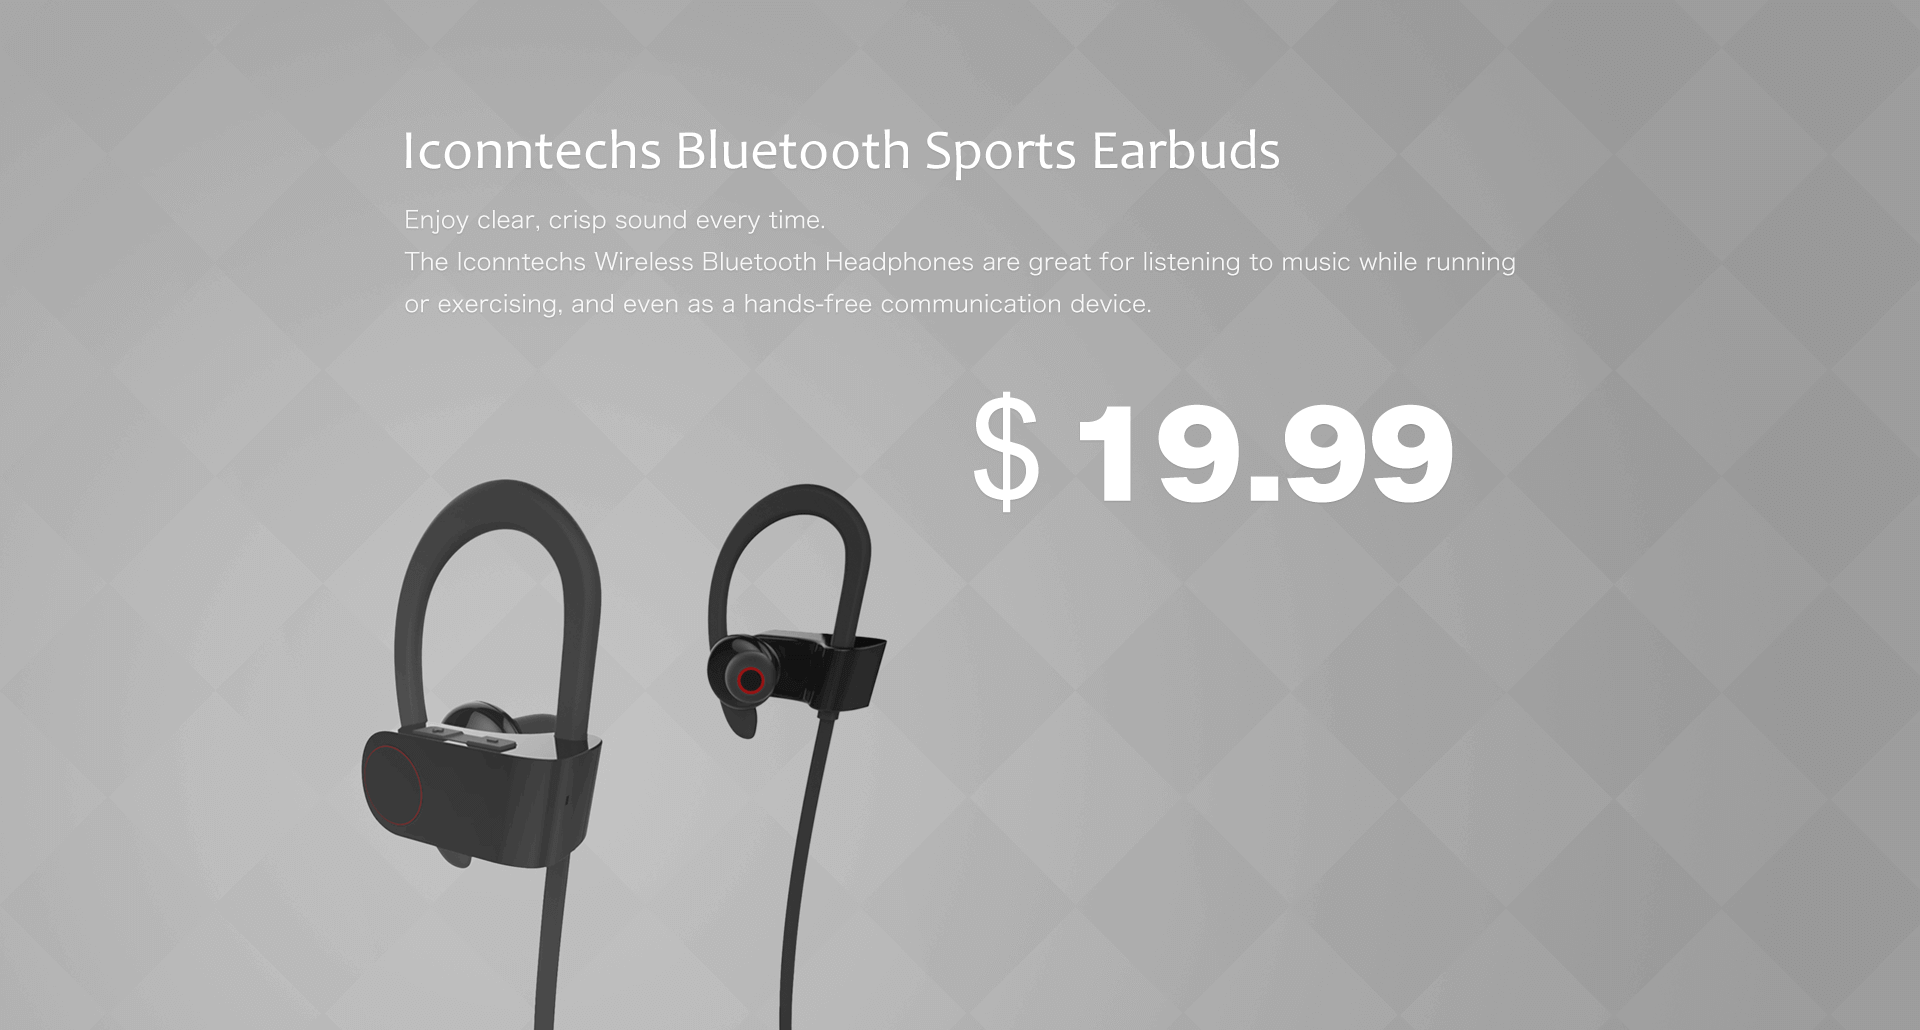 Iconntechs Bluetooth Sports Earbuds
Enjoy clear, crisp sound every time.
The Iconntechs Wireless Bluetooth Headphones are great for listening to music while running
or exercising, and even as a hands-free communication device.
$ 19.99